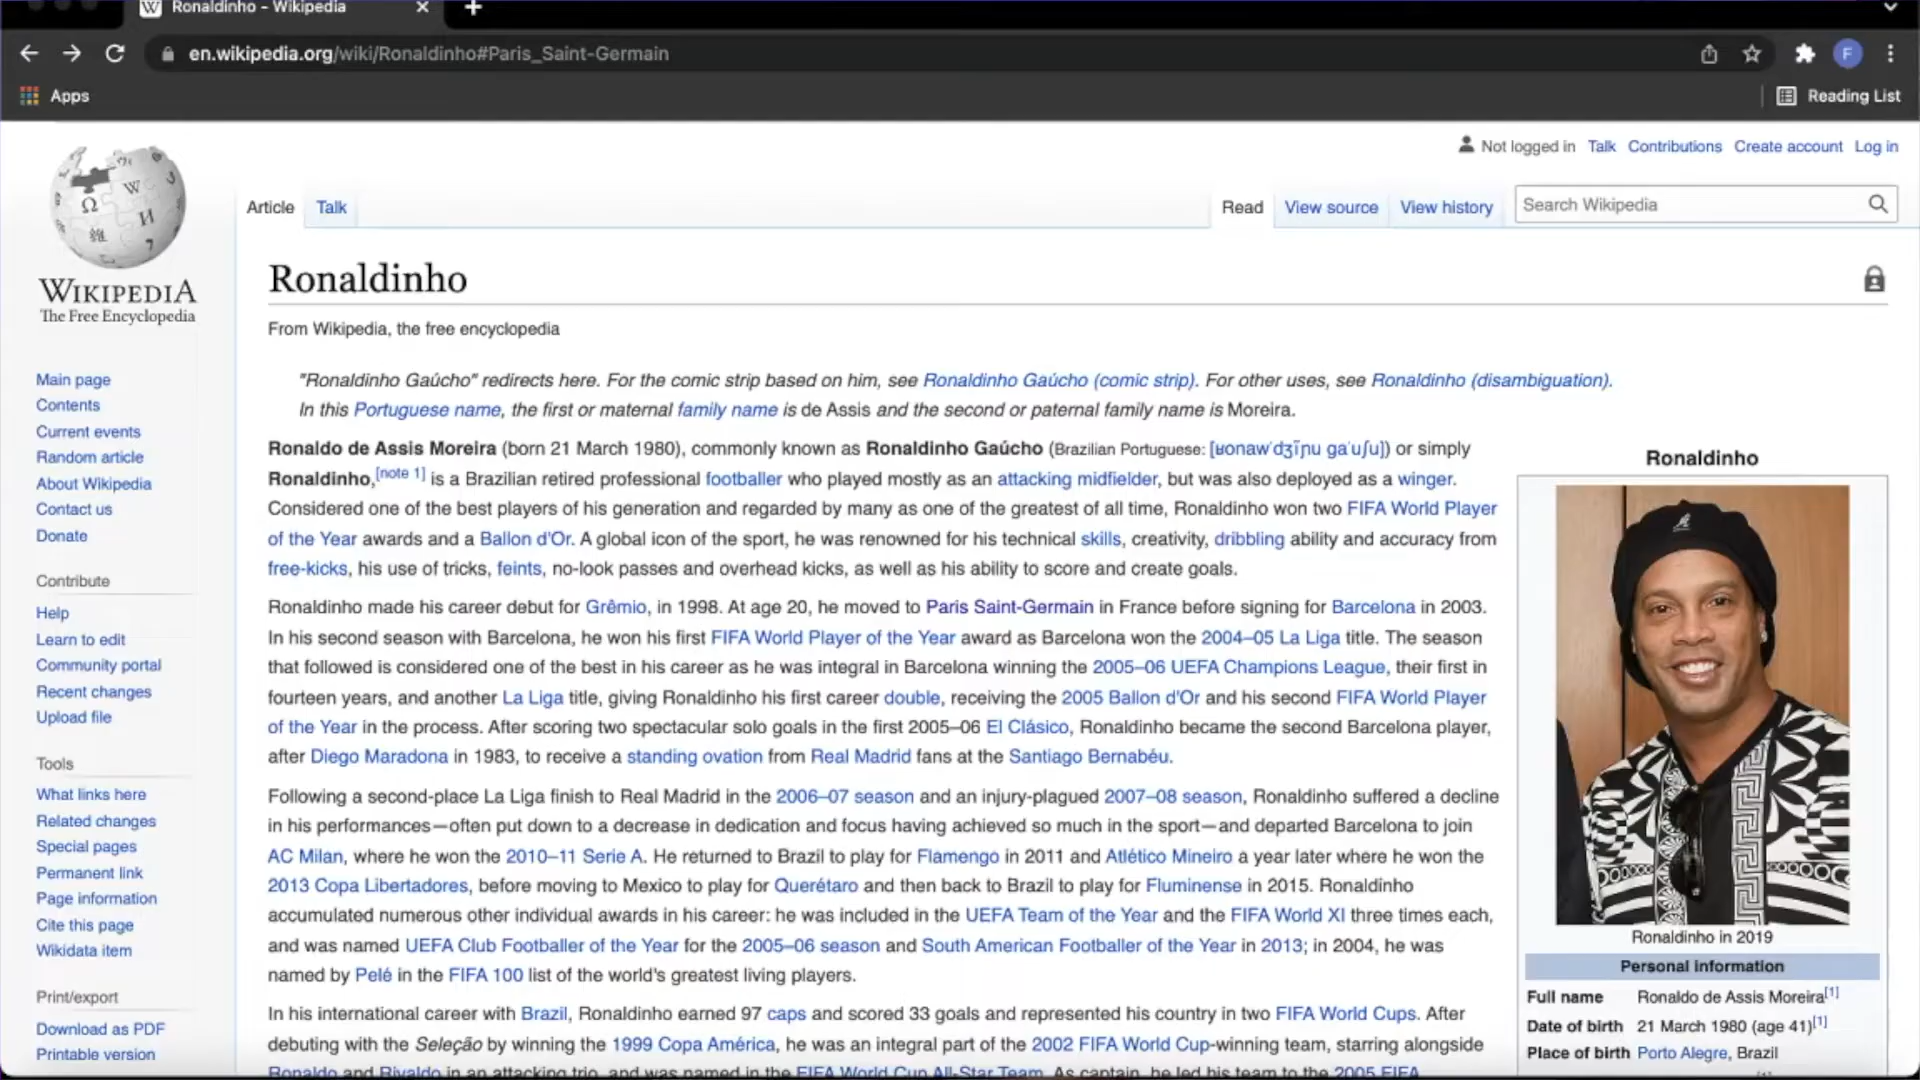 Ronaldinho - Wikipedia
en.wikipedia.org/wiki/Ronaldinho#Paris_Saint-Germain
F
Apps
Reading List
WIKIPEDIA
The Free Encyclopedia
Not logged in Talk Contributions Create account Log in
Article Talk Read View source View history Search Wikipedia
Main page
Contents
Current events
Random article
About Wikipedia
Contact us
Donate
Contribute
Help
Learn to edit
Community portal
Recent changes
Upload file
Tools
What links here
Related changes
Special pages
Permanent link
Page information
Cite this page
Wikidata item
Print/export
Download as PDF
Printable version
Ronaldinho
From Wikipedia, the free encyclopedia
"Ronaldinho Gaúcho" redirects here. For the comic strip based on him, see Ronaldinho Gaúcho (comic strip). For other uses, see Ronaldinho (disambiguation).
In this Portuguese name, the first or maternal family name is de Assis and the second or paternal family name is Moreira.
Ronaldo de Assis Moreira (born 21 March 1980), commonly known as Ronaldinho Gaúcho (Brazilian Portuguese: [ʁonawˈdʒĩɲu ɡaˈuʃu]) or simply
Ronaldinho,[note 1] is a Brazilian retired professional footballer who played mostly as an attacking midfielder, but was also deployed as a winger.
Considered one of the best players of his generation and regarded by many as one of the greatest of all time, Ronaldinho won two FIFA World Player
of the Year awards and a Ballon d'Or. A global icon of the sport, he was renowned for his technical skills, creativity, dribbling ability and accuracy from
free-kicks, his use of tricks, feints, no-look passes and overhead kicks, as well as his ability to score and create goals.
Ronaldinho made his career debut for Grêmio, in 1998. At age 20, he moved to Paris Saint-Germain in France before signing for Barcelona in 2003.
In his second season with Barcelona, he won his first FIFA World Player of the Year award as Barcelona won the 2004–05 La Liga title. The season
that followed is considered one of the best in his career as he was integral in Barcelona winning the 2005–06 UEFA Champions League, their first in
fourteen years, and another La Liga title, giving Ronaldinho his first career double, receiving the 2005 Ballon d'Or and his second FIFA World Player
of the Year in the process. After scoring two spectacular solo goals in the first 2005–06 El Clásico, Ronaldinho became the second Barcelona player,
after Diego Maradona in 1983, to receive a standing ovation from Real Madrid fans at the Santiago Bernabéu.
Following a second-place La Liga finish to Real Madrid in the 2006–07 season and an injury-plagued 2007–08 season, Ronaldinho suffered a decline
in his performances—often put down to a decrease in dedication and focus having achieved so much in the sport—and departed Barcelona to join
AC Milan, where he won the 2010–11 Serie A. He returned to Brazil to play for Flamengo in 2011 and Atlético Mineiro a year later where he won the
2013 Copa Libertadores, before moving to Mexico to play for Querétaro and then back to Brazil to play for Fluminense in 2015. Ronaldinho
accumulated numerous other individual awards in his career: he was included in the UEFA Team of the Year and the FIFA World XI three times each,
and was named UEFA Club Footballer of the Year for the 2005–06 season and South American Footballer of the Year in 2013; in 2004, he was
named by Pelé in the FIFA 100 list of the world's greatest living players.
In his international career with Brazil, Ronaldinho earned 97 caps and scored 33 goals and represented his country in two FIFA World Cups. After
debuting with the Seleção by winning the 1999 Copa América, he was an integral part of the 2002 FIFA World Cup-winning team, starring alongside
Ronaldo and Rivaldo in an attacking trio, and was named in the FIFA World Cup All-Star Team. As captain, he led his team to the 2005 FIFA
Ronaldinho
Ronaldinho in 2019
Personal information
Full name Ronaldo de Assis Moreira[1]
Date of birth 21 March 1980 (age 41)[1]
Place of birth Porto Alegre, Brazil